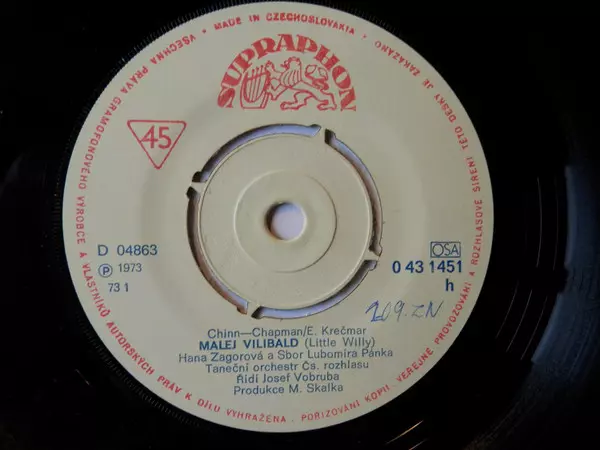 SUPRAPHON
• MADE IN CZECHOSLOVAKIA •
VŠECHNA PRÁVA GRAMOFONOVÉHO VÝROBCE A VLASTNÍKŮ AUTORSKÝCH PRÁV K DÍLU VYHRAŽENA • POŘIZOVÁNÍ KOPIÍ - VEŘEJNÉ PROVOZOVÁNÍ A ROZHLASOVÉ ŠÍŘENÍ TÉTO DESKY JE ZAKÁZÁNO
45
D 04863
Ⓟ 1973
73 1
OSA
0 43 1451
h
209.ZN
Chinn—Chapman/E. Krečmar
MALEJ VILIBALD (Little Willy)
Hana Zagorová a Sbor Lubomíra Pánka
Taneční orchestr Čs. rozhlasu
Řídí Josef Vobruba
Produkce M. Skalka